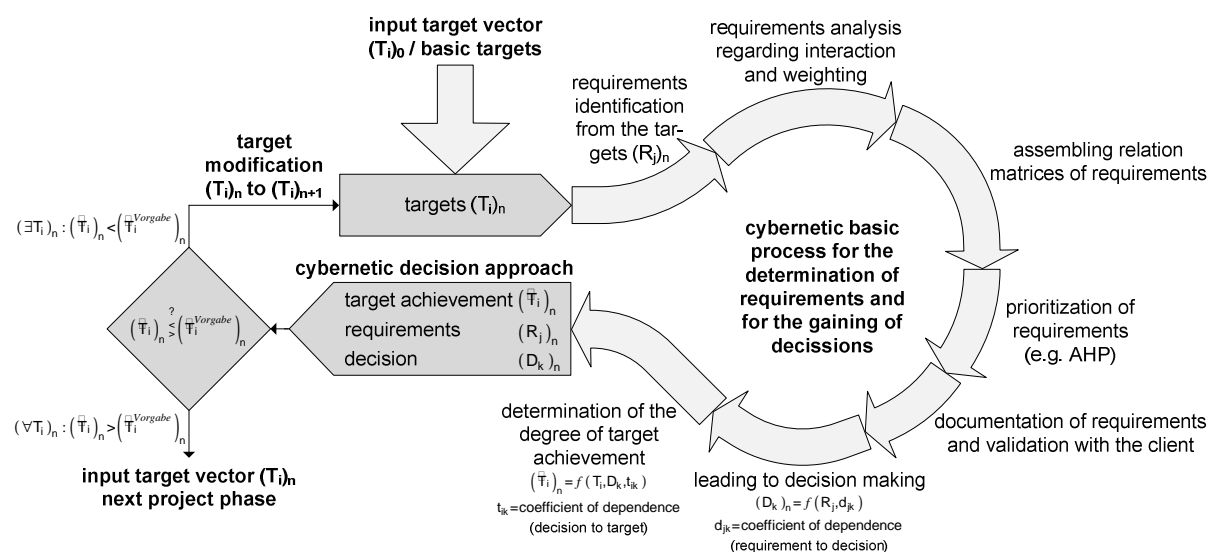 input target vector
(Tᵢ)₀ / basic targets
requirements analysis
regarding interaction
and weighting
requirements
identification
from the tar-
gets (Rⱼ)ₙ
target
modification
(Tᵢ)ₙ to (Tᵢ)ₙ₊₁
targets (Tᵢ)ₙ
assembling relation
matrices of requirements
(∃Tᵢ)ₙ : (T̄ᵢ)ₙ < (T̄ᵢ^Vorgabe)ₙ
cybernetic basic
process for the
determination of
requirements and
for the gaining of
decissions
cybernetic decision approach
target achievement (T̄ᵢ)ₙ
requirements (Rⱼ)ₙ
decision (Dₖ)ₙ
(T̄ᵢ)ₙ ? <> (T̄ᵢ^Vorgabe)ₙ
prioritization of
requirements
(e.g. AHP)
(∀Tᵢ)ₙ : (T̄ᵢ)ₙ > (T̄ᵢ^Vorgabe)ₙ
input target vector (Tᵢ)ₙ
next project phase
determination of the
degree of target
achievement
(T̄ᵢ)ₙ = f(Tᵢ,Dₖ,tᵢₖ)
tᵢₖ=coefficient of dependence
(decision to target)
documentation of requirements
and validation with the client
leading to decision making
(Dₖ)ₙ = f(Rⱼ,dⱼₖ)
dⱼₖ=coefficient of dependence
(requirement to decision)